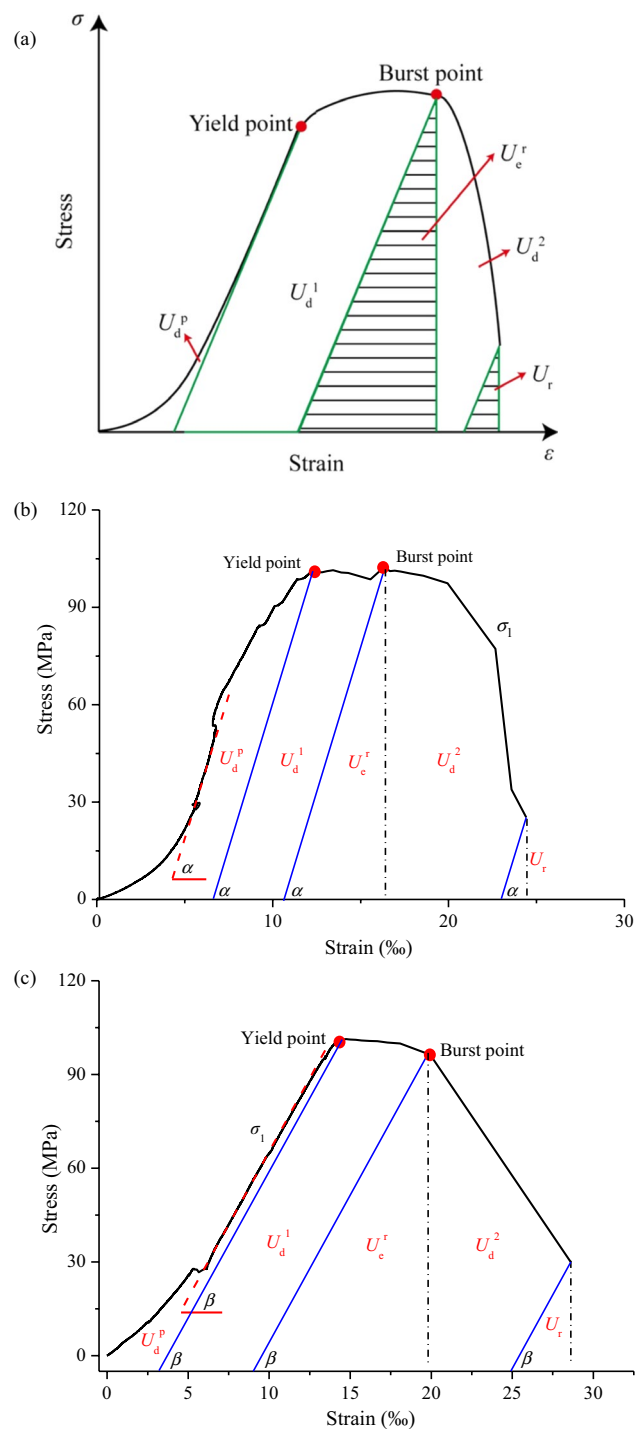 (a)
σ
Burst point
Yield point
U_e^r
Stress
U_d^2
U_d^1
U_d^p
U_r
Strain
ε
(b)
120
Yield point
Burst point
90
σ_1
Stress (MPa)
60
U_d^p
U_d^1
U_e^r
U_d^2
30
α
U_r
α
α
α
0
0
10
20
30
Strain (‰)
(c)
120
Yield point
Burst point
90
σ_1
Stress (MPa)
60
U_d^1
U_e^r
U_d^2
30
β
U_r
U_d^p
β
β
β
0
0
5
10
15
20
25
30
Strain (‰)